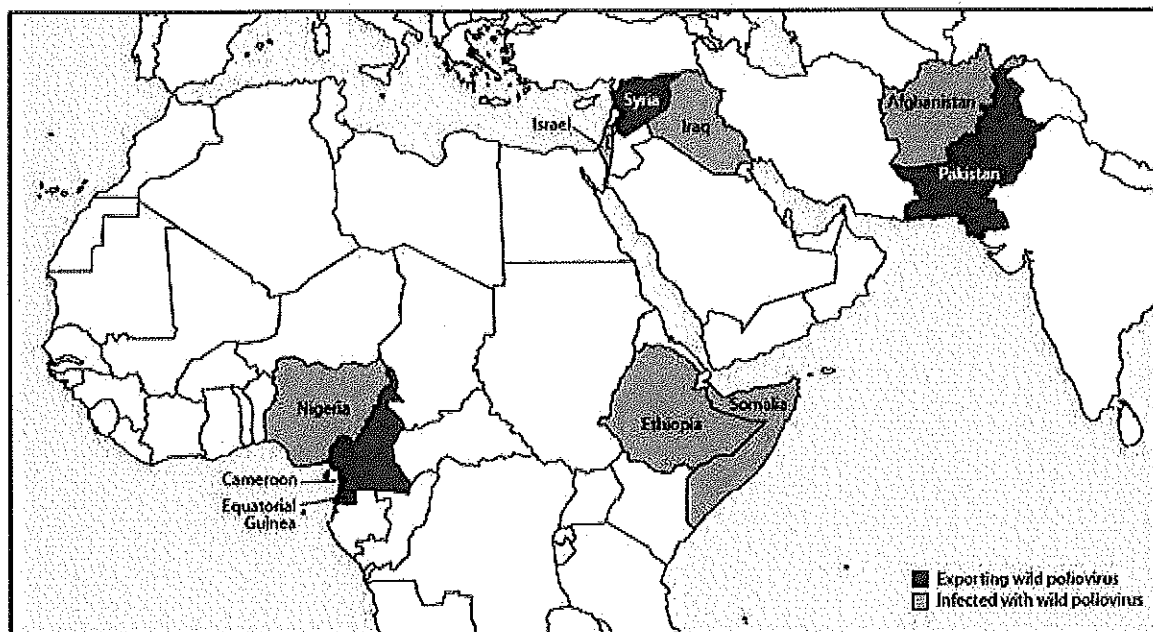 Syria
Israel
Iraq
Afghanistan
Pakistan
Nigeria
Cameroon
Equatorial
Guinea
Ethiopia
Somalia
Exporting wild poliovirus
Infected with wild poliovirus